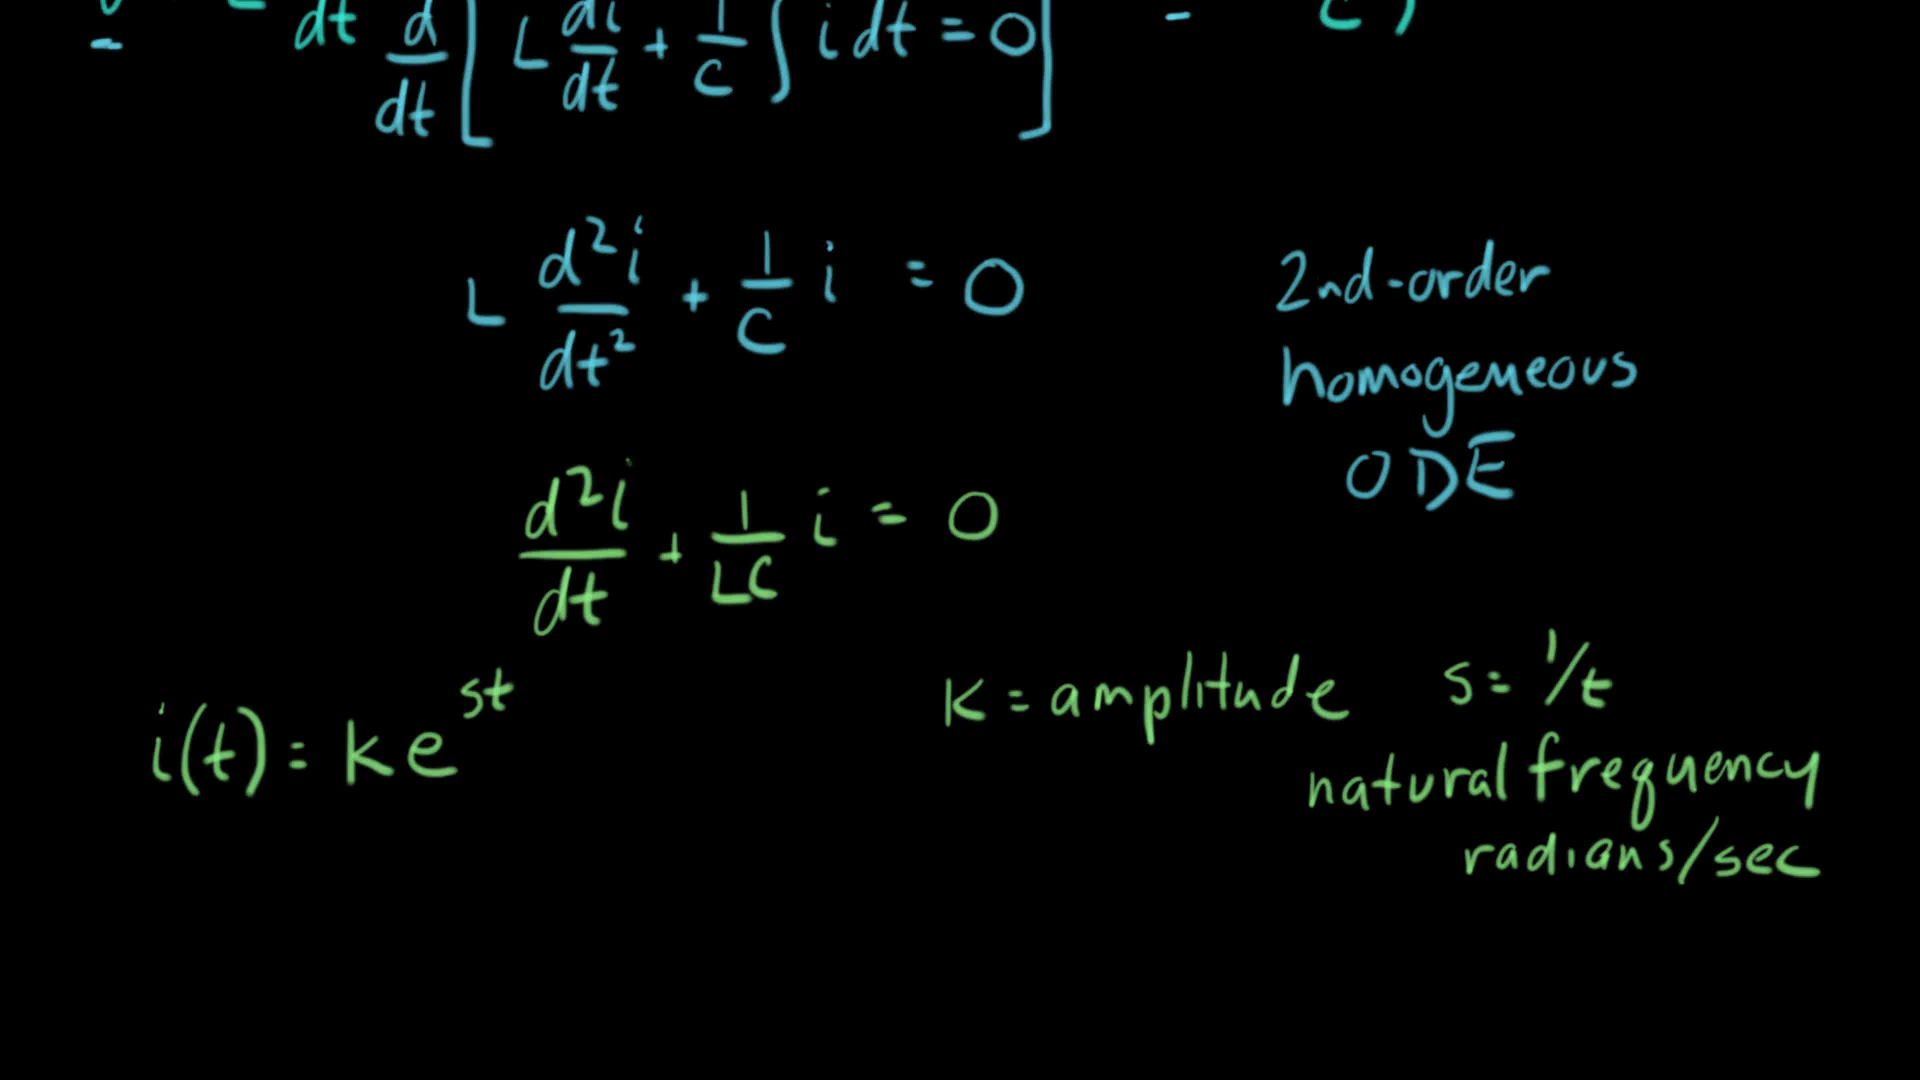 dt d/dt [ L di/dt + 1/C ∫ i dt = 0 ]
L d²i/dt² + 1/C i = 0
2nd-order
homogeneous
ODE
d²i/dt + 1/LC i = 0
i(t) = K e^st
K = amplitude s = 1/t
natural frequency
radians/sec